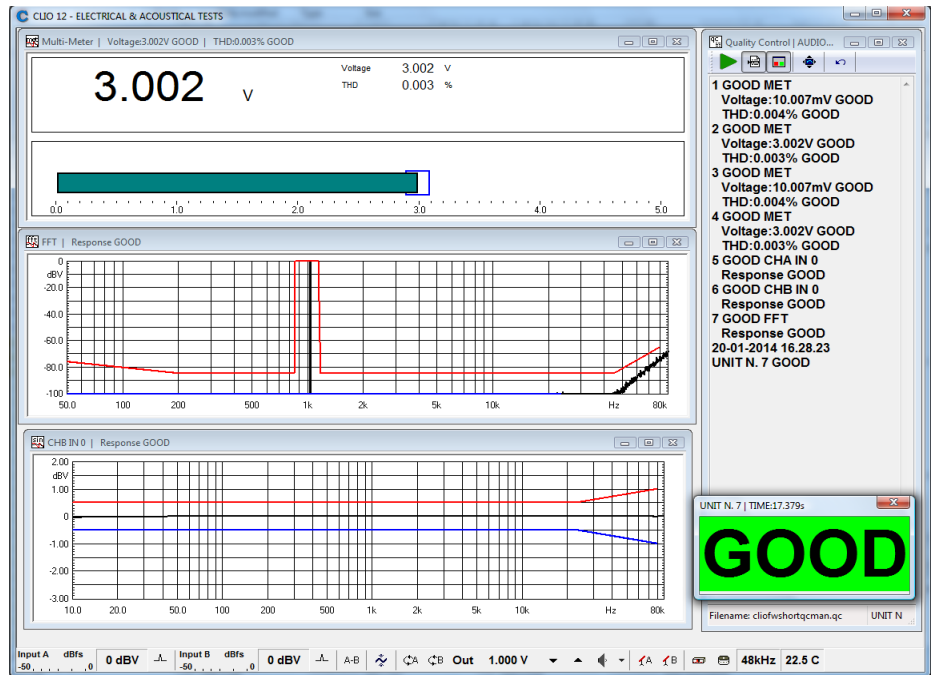 CLIO 12 - ELECTRICAL & ACOUSTICAL TESTS
Multi-Meter | Voltage:3.002V GOOD | THD:0.003% GOOD
3.002 V
Voltage 3.002 V
THD 0.003 %
0.0 1.0 2.0 3.0 4.0 5.0
FFT | Response GOOD
0
dBV
-20.0
-40.0
-60.0
-80.0
-100
50.0 100 200 500 1k 2k 5k 10k Hz 80k
CHB IN 0 | Response GOOD
2.00
dBV
1.00
0
-1.00
-2.00
-3.00
10.0 20.0 50.0 100 200 500 1k 2k 5k 10k Hz 80k
Quality Control | AUDIO...
1 GOOD MET
Voltage:10.007mV GOOD
THD:0.004% GOOD
2 GOOD MET
Voltage:3.002V GOOD
THD:0.003% GOOD
3 GOOD MET
Voltage:10.007mV GOOD
THD:0.004% GOOD
4 GOOD MET
Voltage:3.002V GOOD
THD:0.003% GOOD
5 GOOD CHA IN 0
Response GOOD
6 GOOD CHB IN 0
Response GOOD
7 GOOD FFT
Response GOOD
20-01-2014 16.28.23
UNIT N. 7 GOOD
UNIT N. 7 | TIME:17.379s
GOOD
Filename: cliofwshortqcman.qc UNIT N
Input A dBfs
-50 0
0 dBV
Input B dBfs
-50 0
0 dBV
A-B
A B Out 1.000 V
A B
48kHz 22.5 C